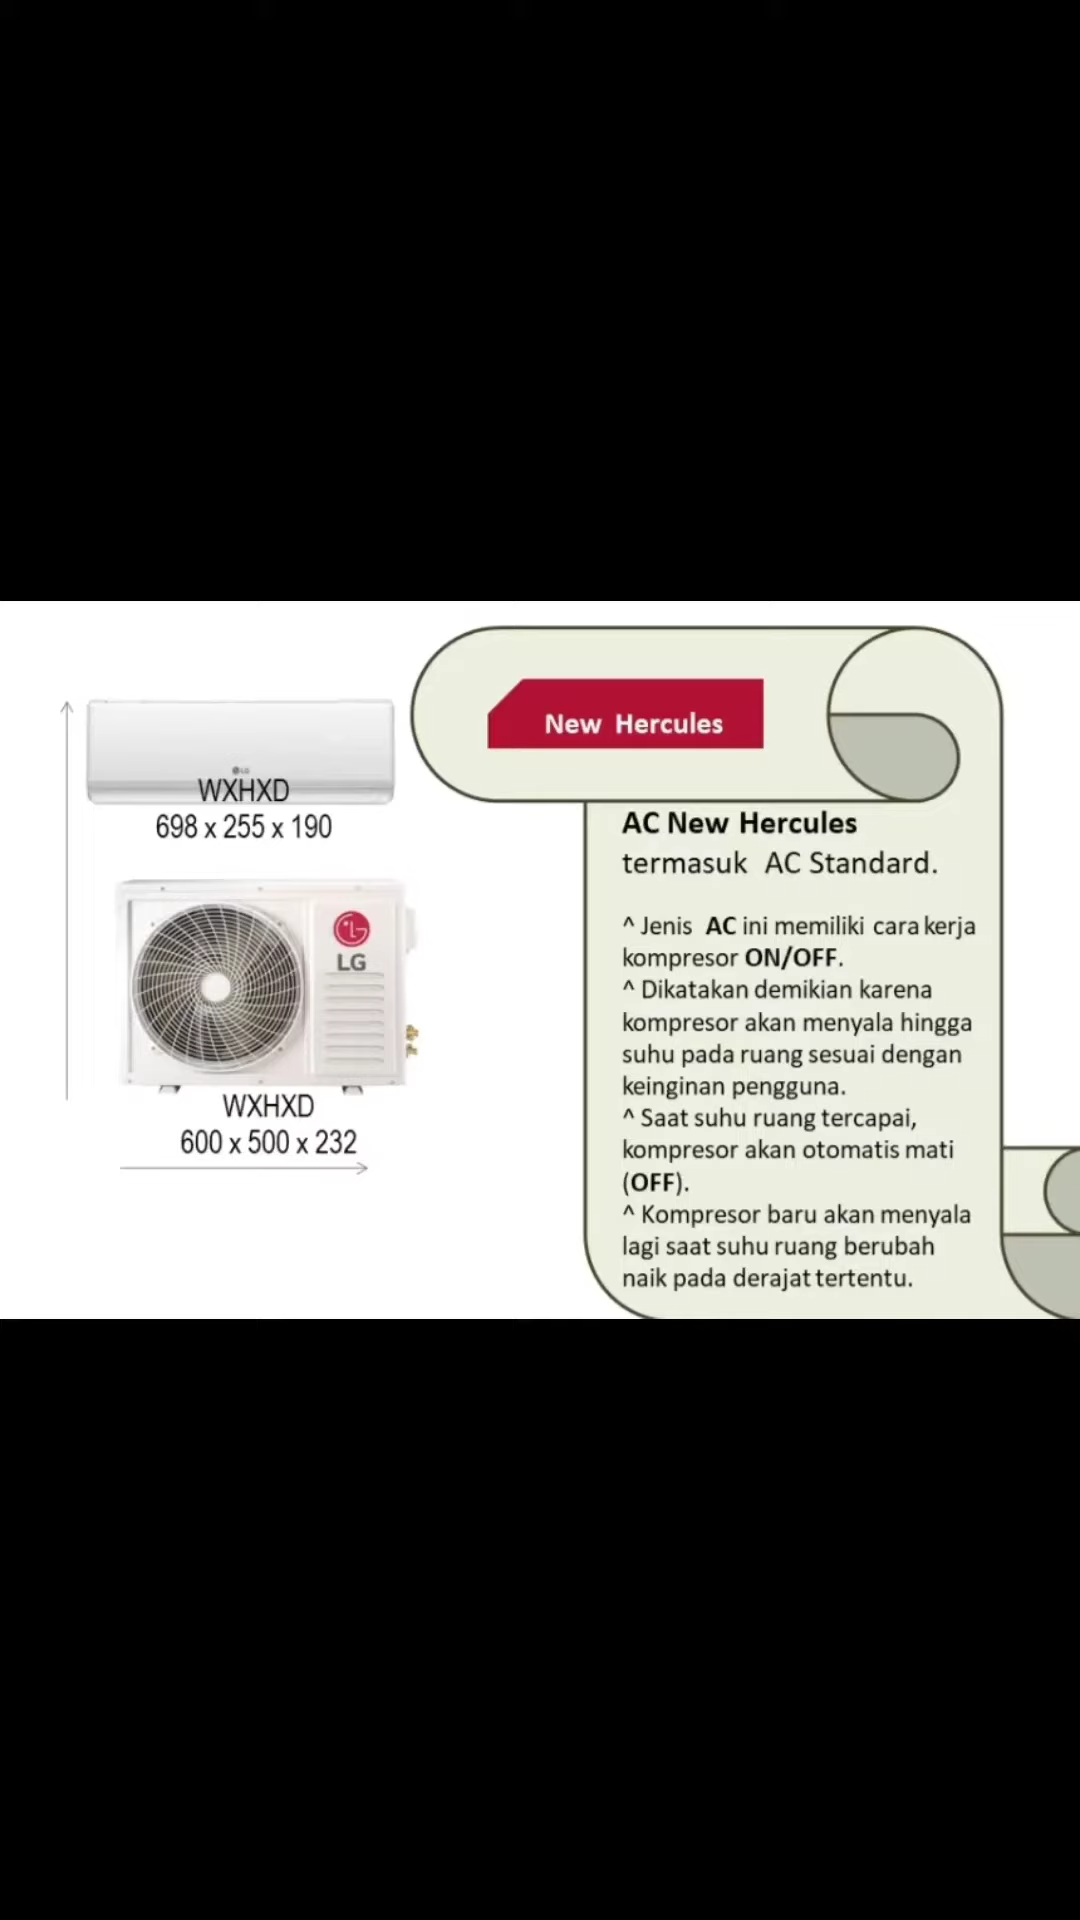 New Hercules
LG
WXHXD
698 x 255 x 190
LG
WXHXD
600 x 500 x 232
AC New Hercules
termasuk AC Standard.
^ Jenis AC ini memiliki cara kerja
kompresor ON/OFF.
^ Dikatakan demikian karena
kompresor akan menyala hingga
suhu pada ruang sesuai dengan
keinginan pengguna.
^ Saat suhu ruang tercapai,
kompresor akan otomatis mati
(OFF).
^ Kompresor baru akan menyala
lagi saat suhu ruang berubah
naik pada derajat tertentu.